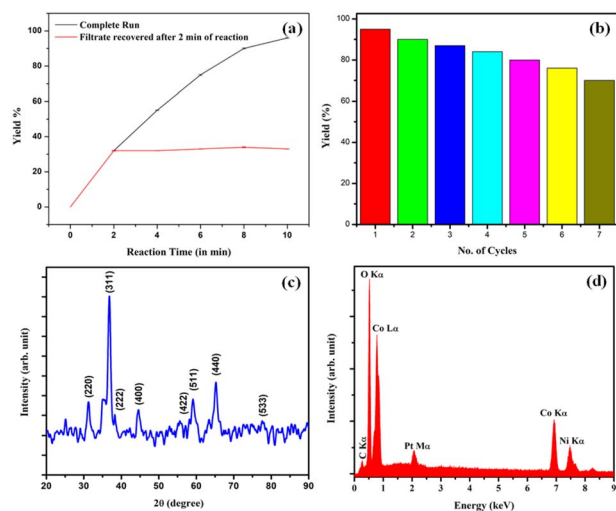 (a)
Complete Run
Filtrate recovered after 2 min of reaction
Yield %
100
80
60
40
20
0
0 2 4 6 8 10
Reaction Time (in min)
(b)
Yield (%)
100
80
60
40
20
0
1 2 3 4 5 6 7
No. of Cycles
(c)
Intensity (arb. unit)
(220)
(311)
(222)
(400)
(422)
(511)
(440)
(533)
20 30 40 50 60 70 80 90
2θ (degree)
(d)
Intensity (arb. unit)
C Kα
O Kα
Co Lα
Pt Mα
Co Kα
Ni Kα
0 1 2 3 4 5 6 7 8 9
Energy (keV)